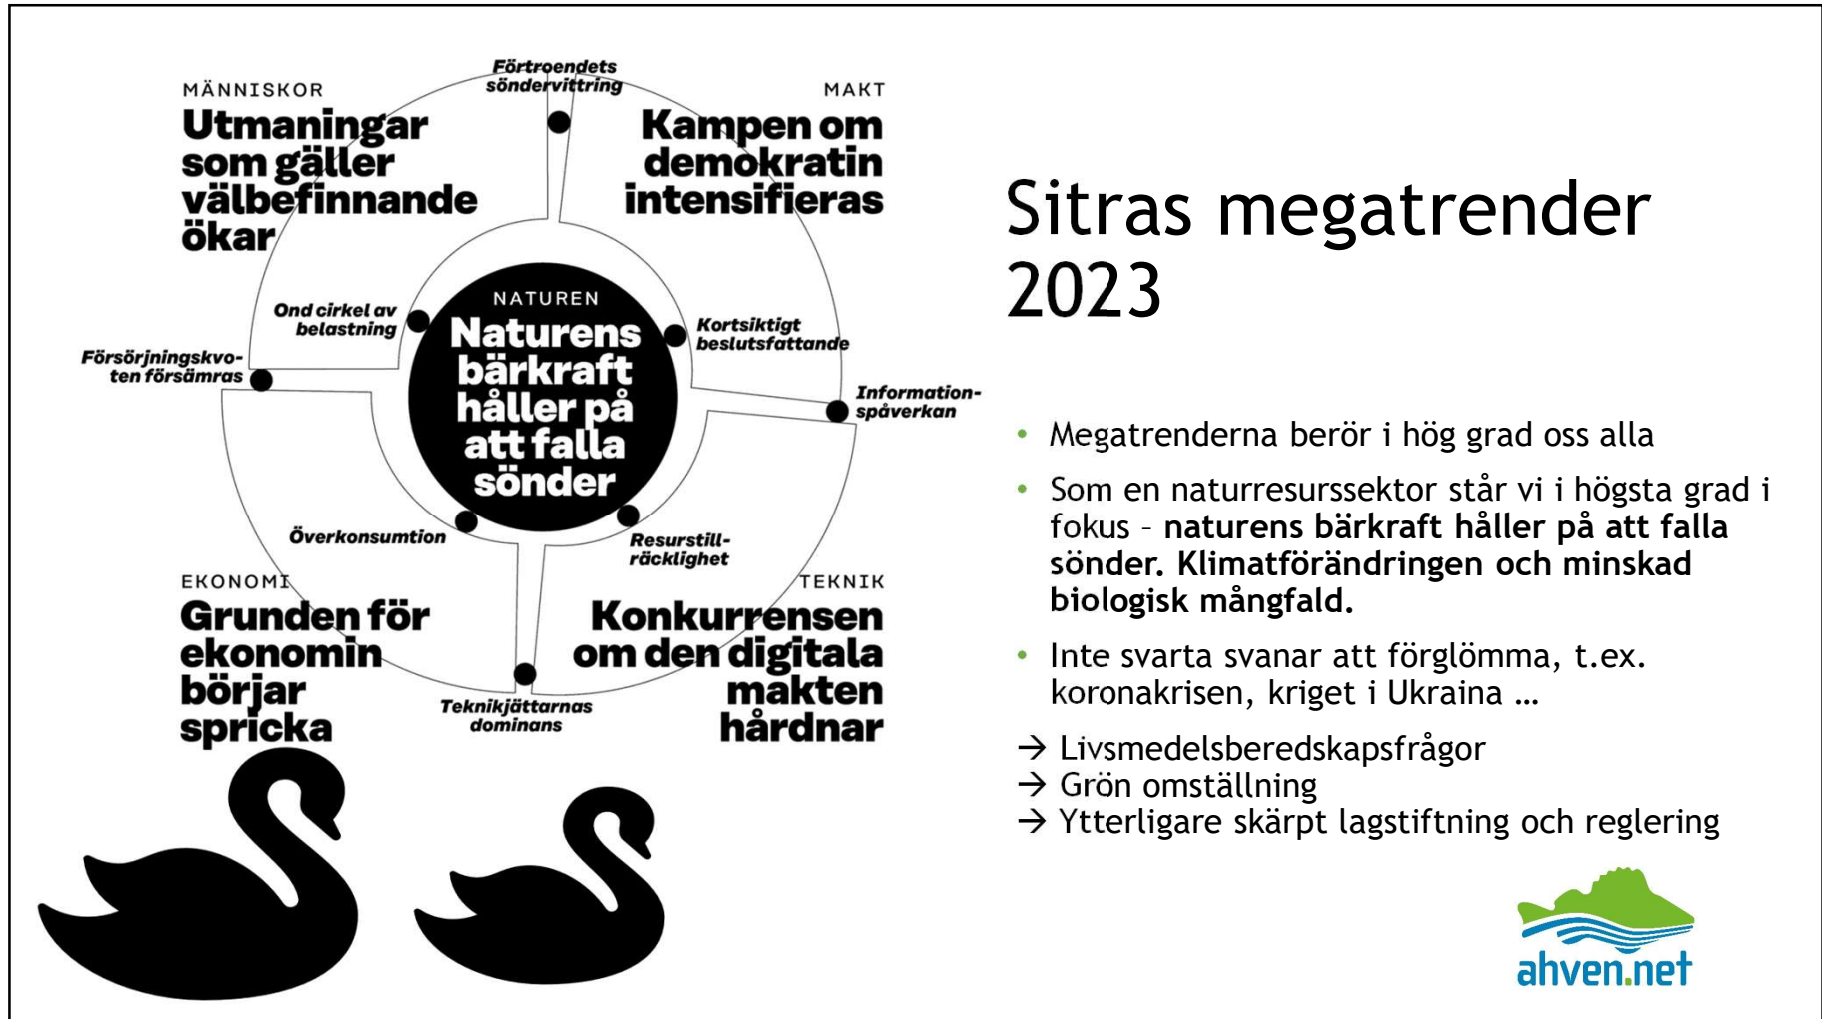 Förtroendets
söndervittring
MÄNNISKOR
Utmaningar
som gäller
välbefinnande
ökar
MAKT
Kampen om
demokratin
intensifieras
Ond cirkel av
belastning
Försörjningskvo-
ten försämras
NATUREN
Naturens
bärkraft
håller på
att falla
sönder
Kortsiktigt
beslutsfattande
Information-
spåverkan
Överkonsumtion
Resurstill-
räcklighet
EKONOMI
Grunden för
ekonomin
börjar
spricka
TEKNIK
Konkurrensen
om den digitala
makten
hårdnar
Teknikjättarnas
dominans
Sitras megatrender
2023
• Megatrenderna berör i hög grad oss alla
• Som en naturresurssektor står vi i högsta grad i
fokus – naturens bärkraft håller på att falla
sönder. Klimatförändringen och minskad
biologisk mångfald.
• Inte svarta svanar att förglömma, t.ex.
koronakrisen, kriget i Ukraina …
→ Livsmedelsberedskapsfrågor
→ Grön omställning
→ Ytterligare skärpt lagstiftning och reglering
ahven.net